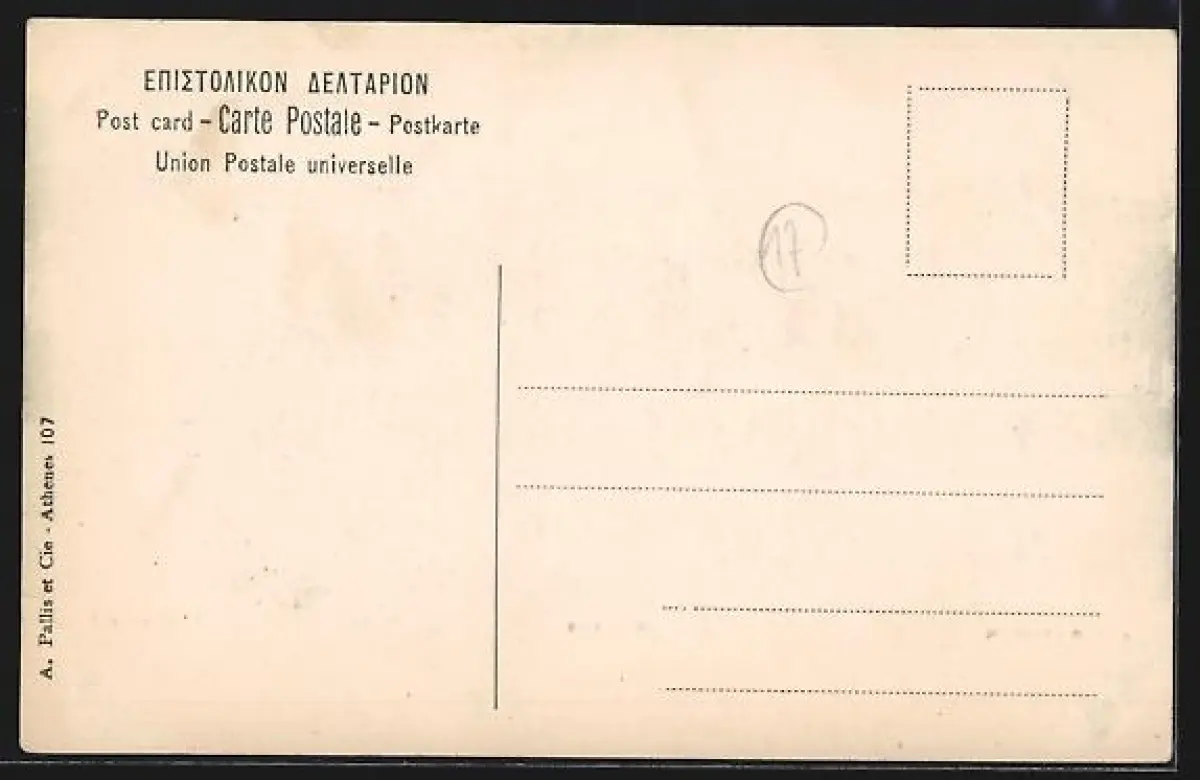 ΕΠΙΣΤΟΛΙΚΟΝ ΔΕΛΤΑΡΙΟΝ
Post card – Carte Postale – Postkarte
Union Postale universelle
17
A. Pallis et Cie - Athenes 107